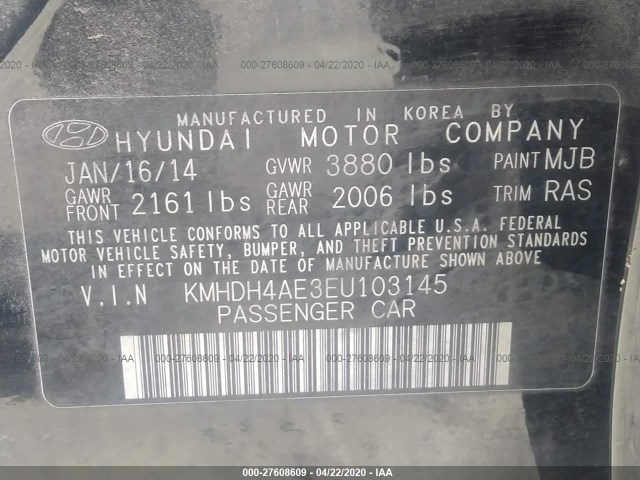 000-27608609 - 04/22/2020 - IAA
MANUFACTURED IN KOREA BY
HYUNDAI MOTOR COMPANY
JAN/16/14 GVWR 3880 lbs PAINT MJB
GAWR FRONT 2161 lbs GAWR REAR 2006 lbs TRIM RAS
THIS VEHICLE CONFORMS TO ALL APPLICABLE U.S.A. FEDERAL
MOTOR VEHICLE SAFETY, BUMPER, AND THEFT PREVENTION STANDARDS
IN EFFECT ON THE DATE OF MANUFACTURE SHOWN ABOVE
V.I.N KMHDH4AE3EU103145
PASSENGER CAR
000-27608609 - 04/22/2020 - IAA
000-27608609 - 04/22/2020 - IAA